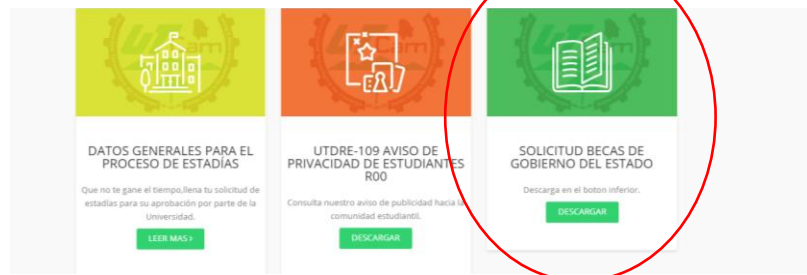 DATOS GENERALES PARA EL
PROCESO DE ESTADÍAS
Que no te gane el tiempo,llena tu solicitud de
estadías para su aprobación por parte de la
Universidad.
LEER MAS ›
UTDRE-109 AVISO DE
PRIVACIDAD DE ESTUDIANTES
R00
Consulta nuestro aviso de publicidad hacia la
comunidad estudiantil.
DESCARGAR
SOLICITUD BECAS DE
GOBIERNO DEL ESTADO
Descarga en el boton inferior.
DESCARGAR